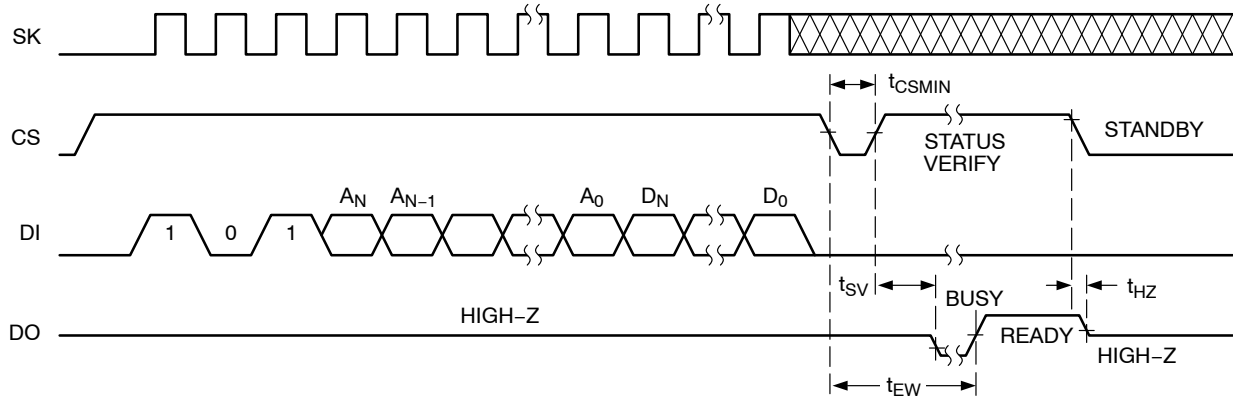 SK
t_CSMIN
CS
STATUS VERIFY
STANDBY
A_N A_N−1 A_0 D_N D_0
DI
1 0 1
t_SV
BUSY
t_HZ
HIGH−Z
DO
READY
HIGH−Z
t_EW